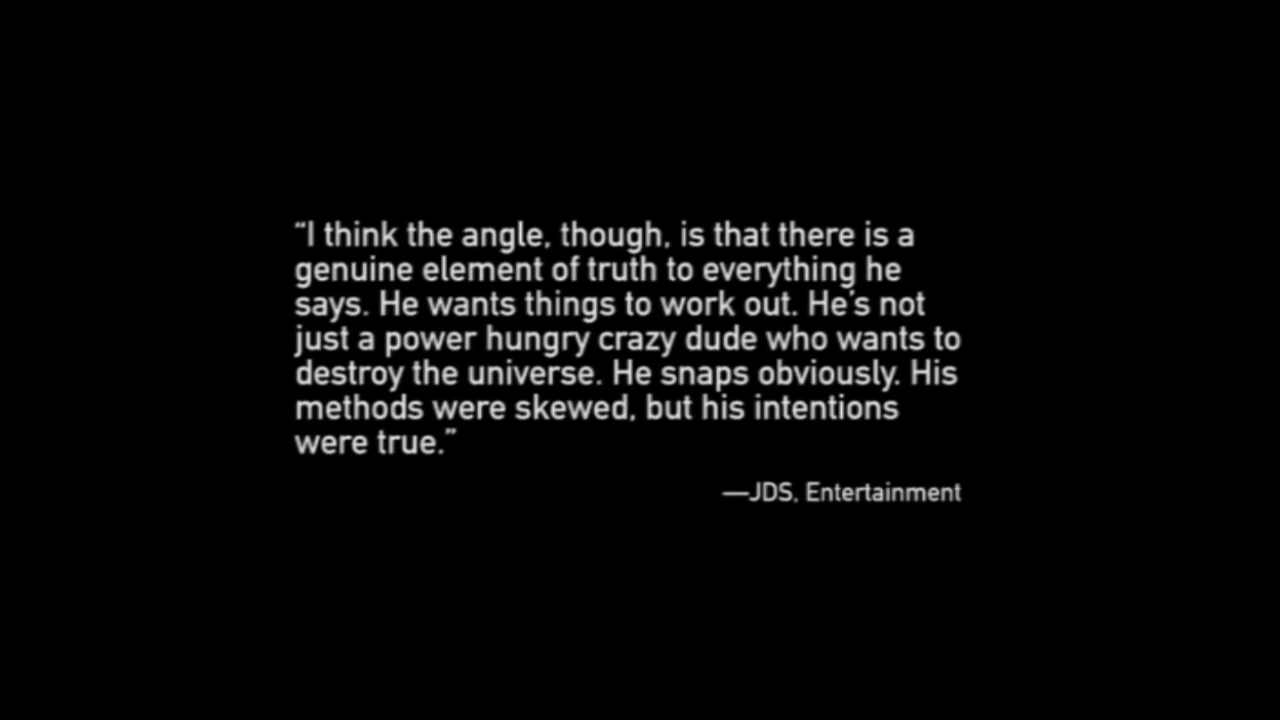 “I think the angle, though, is that there is a
genuine element of truth to everything he
says. He wants things to work out. He’s not
just a power hungry crazy dude who wants to
destroy the universe. He snaps obviously. His
methods were skewed, but his intentions
were true.”
—JDS, Entertainment